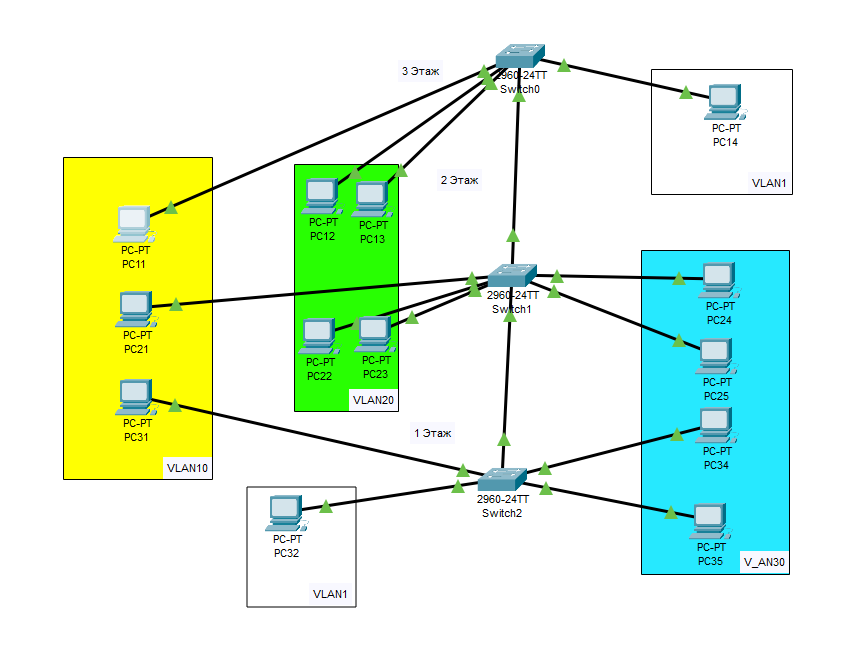 3 Этаж
2960-24TT
Switch0
PC-PT
PC14
VLAN1
2 Этаж
PC-PT
PC11
PC-PT
PC12
PC-PT
PC13
2960-24TT
Switch1
PC-PT
PC24
PC-PT
PC21
PC-PT
PC22
PC-PT
PC23
VLAN20
PC-PT
PC25
PC-PT
PC31
VLAN10
1 Этаж
PC-PT
PC34
2960-24TT
Switch2
PC-PT
PC32
VLAN1
PC-PT
PC35
V_AN30